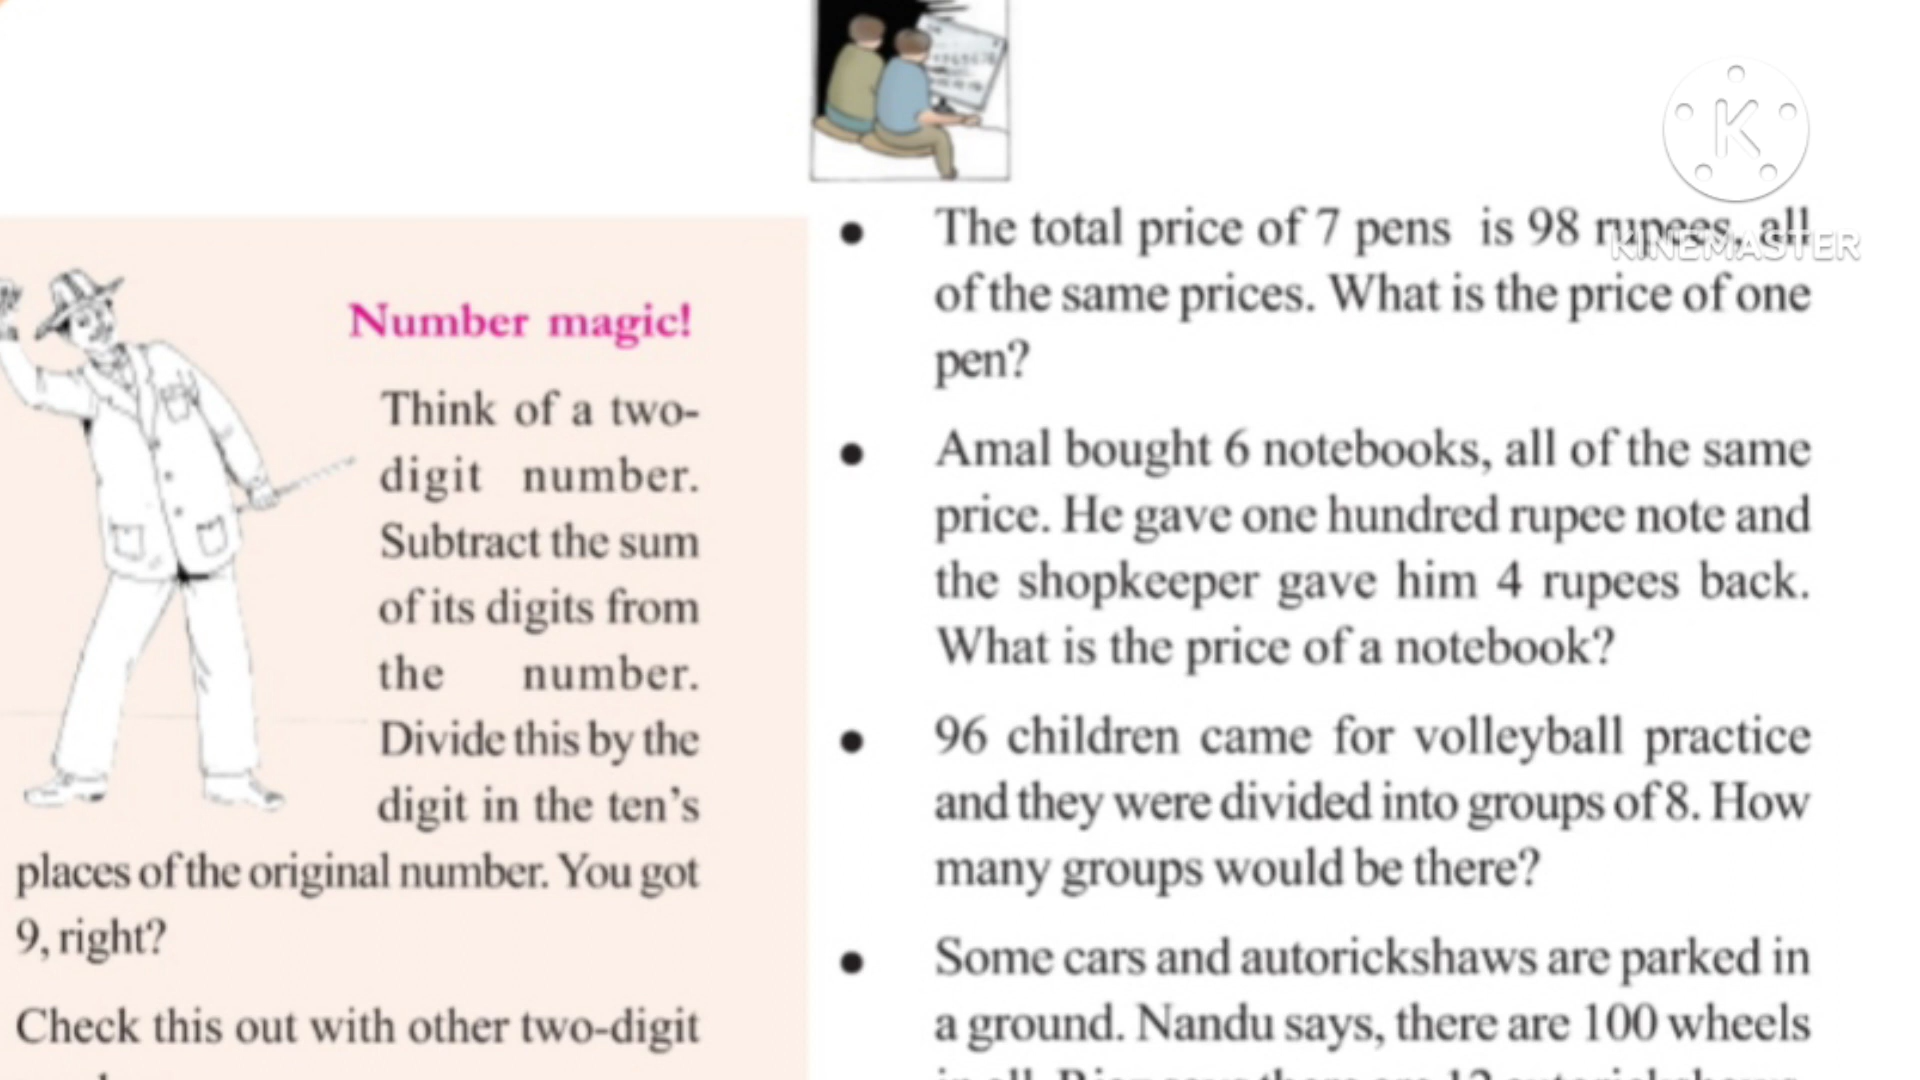 KINEMASTER
Number magic!
Think of a two-
digit number.
Subtract the sum
of its digits from
the number.
Divide this by the
digit in the ten's
places of the original number. You got
9, right?
Check this out with other two-digit
The total price of 7 pens is 98 rupees, all
of the same prices. What is the price of one
pen?
Amal bought 6 notebooks, all of the same
price. He gave one hundred rupee note and
the shopkeeper gave him 4 rupees back.
What is the price of a notebook?
96 children came for volleyball practice
and they were divided into groups of 8. How
many groups would be there?
Some cars and autorickshaws are parked in
a ground. Nandu says, there are 100 wheels